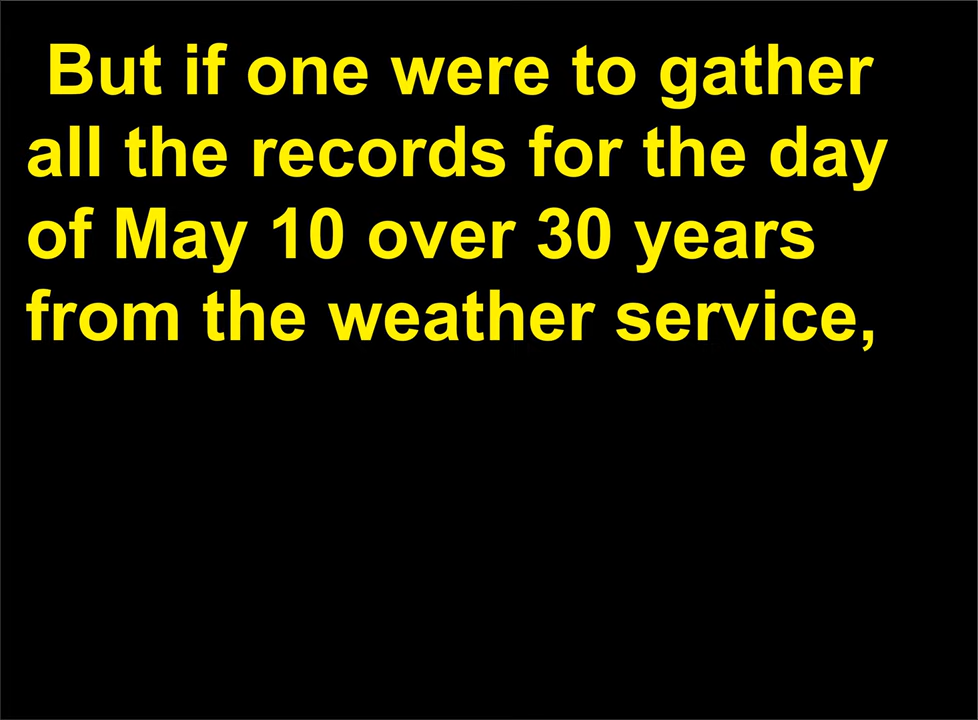 But if one were to gather
all the records for the day
of May 10 over 30 years
from the weather service,